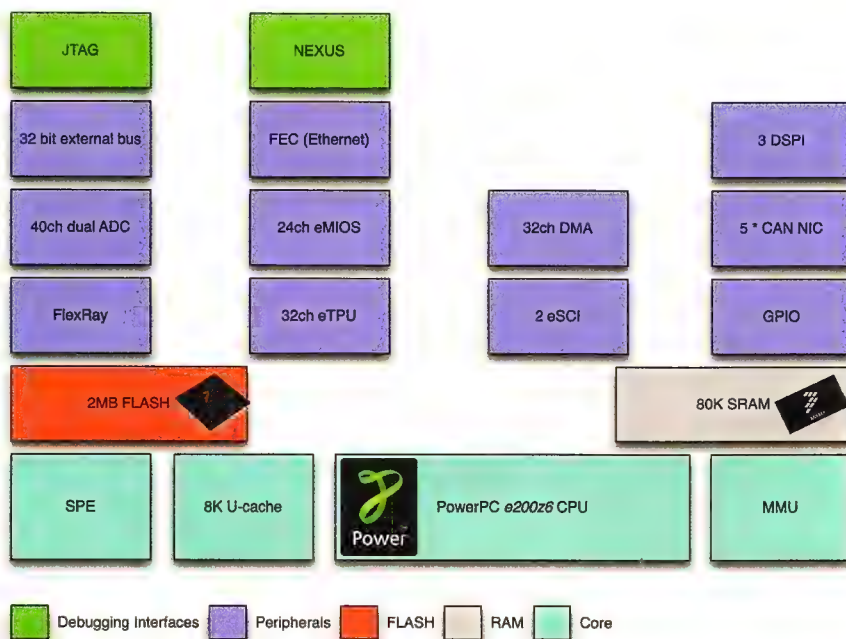 JTAG
NEXUS
32 bit external bus
FEC (Ethernet)
3 DSPI
40ch dual ADC
24ch eMIOS
32ch DMA
5 * CAN NIC
FlexRay
32ch eTPU
2 eSCI
GPIO
2MB FLASH
80K SRAM
SPE
8K U-cache
Power
PowerPC e200z6 CPU
MMU
Debugging Interfaces
Peripherals
FLASH
RAM
Core